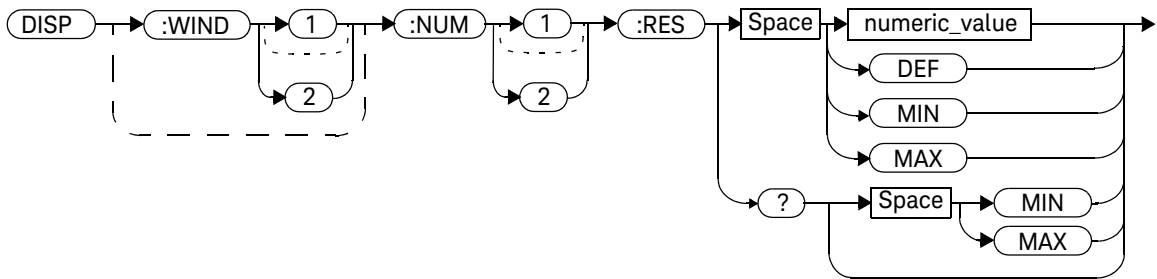 DISP :WIND 1 :NUM 1 :RES Space numeric_value
DEF
2 2
MIN
MAX
? Space MIN
MAX